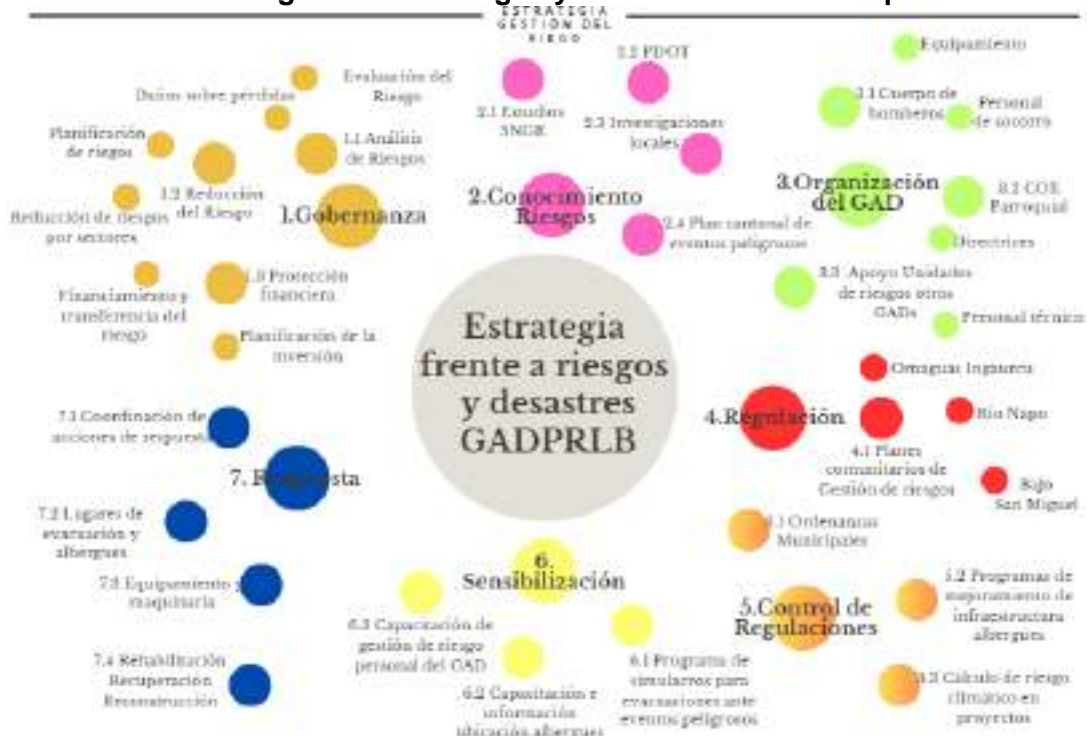 ESTRATEGIA
GESTIÓN DEL
RIEGO
Evaluación del
Riesgo
Datos sobre pérdidas
Planificación
de riegos
1.1 Análisis
de Riesgos
1.2 Reducción
del Riesgo
Reducción de riesgos
por sectores
1.Gobernanza
1.3 Protección
financiera
Financiamiento y
transferencia del
riesgo
Planificación de la
inversión
2.1 Estudios
SNGR
2.2 PDOT
2.3 Investigaciones
locales
2.Conocimiento
Riesgos
2.4 Plan cantonal de
eventos peligrosos
Equipamiento
3.1 Cuerpo de
bomberos
Personal
de socorro
3.Organización
del GAD
3.2 COE
Parroquial
Directrices
3.3 Apoyo Unidades
de riesgos otros
GADs
Personal técnico
Estrategia
frente a riesgos
y desastres
GADPRLB
4.Regulación
Omaguas
Rio Napo
4.1 Planes
comunitarios de
Gestión de riesgos
Bajo
San Miguel
5.1 Ordenanzas
Municipales
5.2 Programas de
mejoramiento de
infraestructura
albergues
5.Control de
Regulaciones
5.3 Cálculo de riesgo
climático en
proyectos
6.
Sensibilización
6.3 Capacitación de
gestión de riesgo
personal del GAD
6.2 Capacitación e
información
ubicación albergues
6.1 Programa de
simulacros para
evacuaciones ante
eventos peligrosos
7.1 Coordinación de
acciones de respuesta
7. Respuesta
7.2 Lugares de
evacuación y
albergues
7.3 Equipamiento y
maquinaria
7.4 Rehabilitación
Recuperación
Reconstrucción